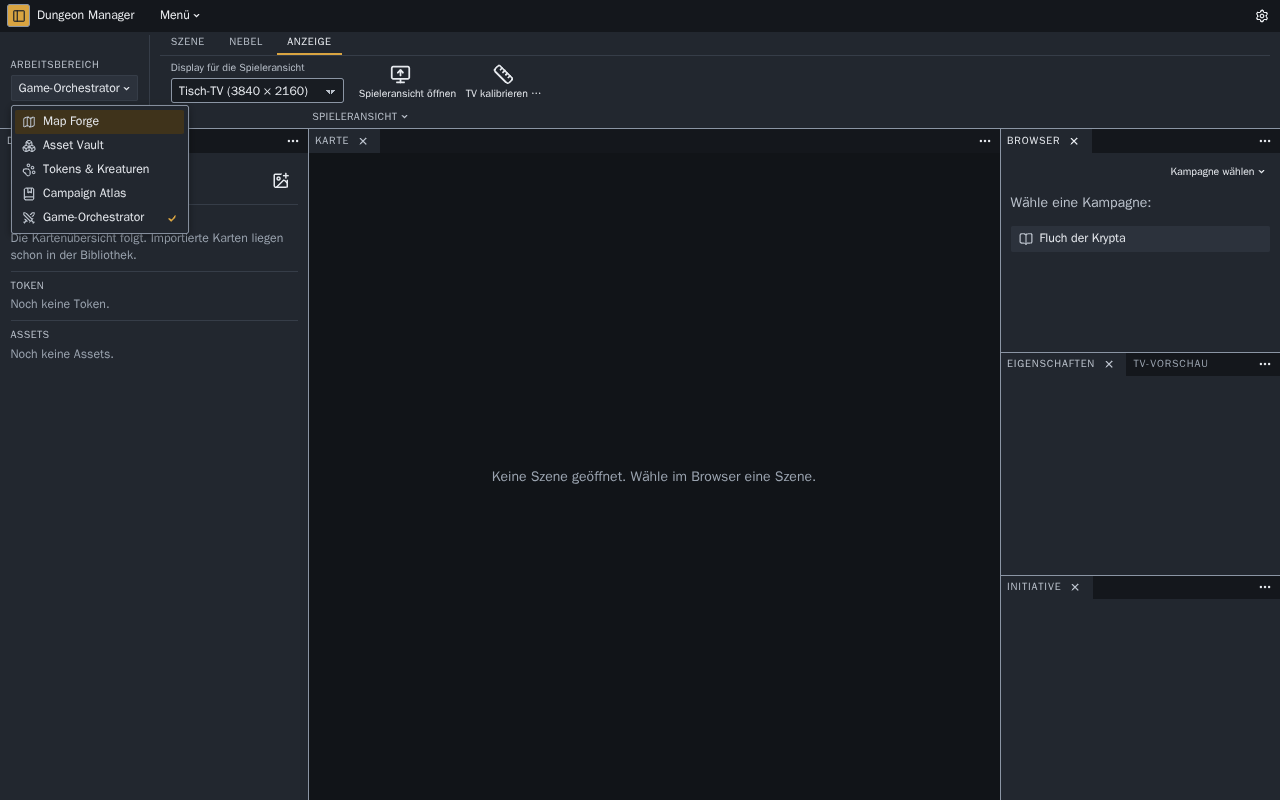 Dungeon Manager
Menü
SZENE
NEBEL
ANZEIGE
ARBEITSBEREICH
Game-Orchestrator
Display für die Spieleransicht
Tisch-TV (3840 × 2160)
Spieleransicht öffnen
TV kalibrieren ···
SPIELERANSICHT
Map Forge
Asset Vault
Tokens & Kreaturen
Campaign Atlas
Game-Orchestrator
Die Kartenübersicht folgt. Importierte Karten liegen
schon in der Bibliothek.
TOKEN
Noch keine Token.
ASSETS
Noch keine Assets.
KARTE
Keine Szene geöffnet. Wähle im Browser eine Szene.
BROWSER
Kampagne wählen
Wähle eine Kampagne:
Fluch der Krypta
EIGENSCHAFTEN
TV-VORSCHAU
INITIATIVE